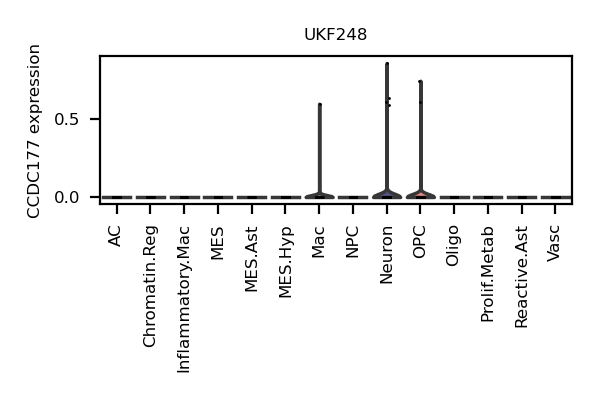 UKF248
CCDC177 expression
0.5
0.0
AC
Chromatin.Reg
Inflammatory.Mac
MES
MES.Ast
MES.Hyp
Mac
NPC
Neuron
OPC
Oligo
Prolif.Metab
Reactive.Ast
Vasc